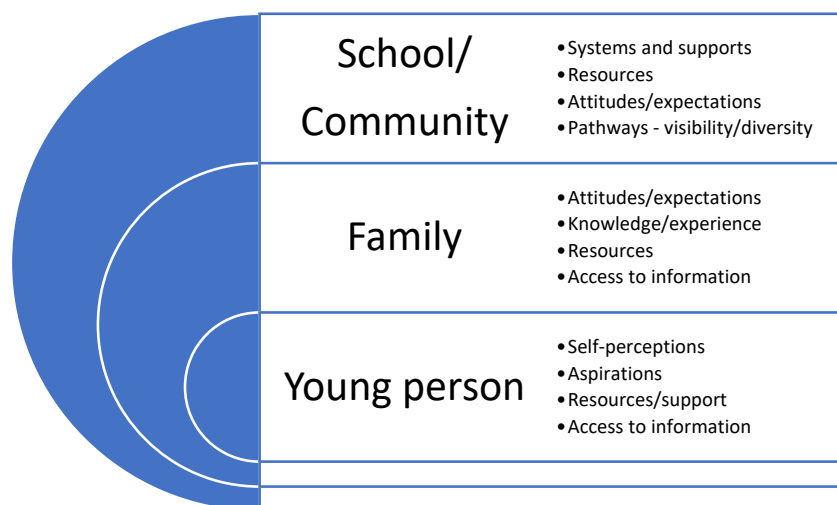 School/
Community
•Systems and supports
•Resources
•Attitudes/expectations
•Pathways - visibility/diversity
Family
•Attitudes/expectations
•Knowledge/experience
•Resources
•Access to information
Young person
•Self-perceptions
•Aspirations
•Resources/support
•Access to information